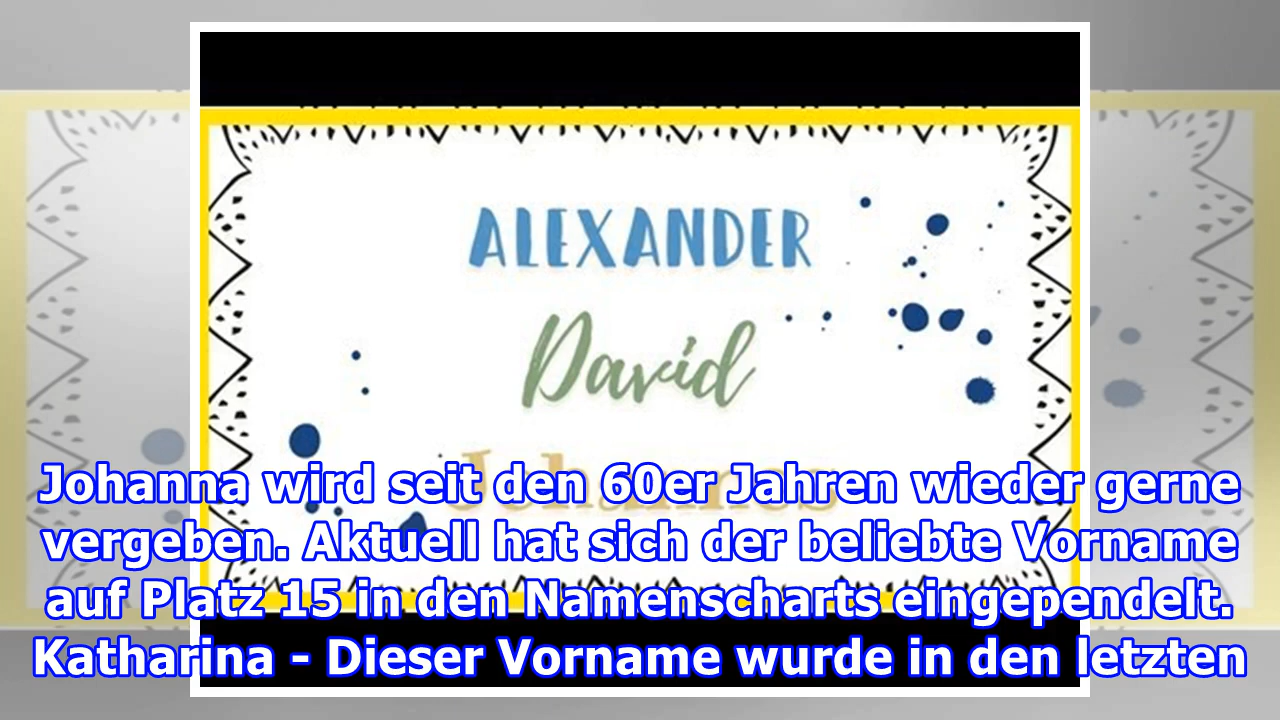 ALEXANDER
David
Johannes
Johanna wird seit den 60er Jahren wieder gerne
vergeben. Aktuell hat sich der beliebte Vorname
auf Platz 15 in den Namenscharts eingependelt.
Katharina - Dieser Vorname wurde in den letzten